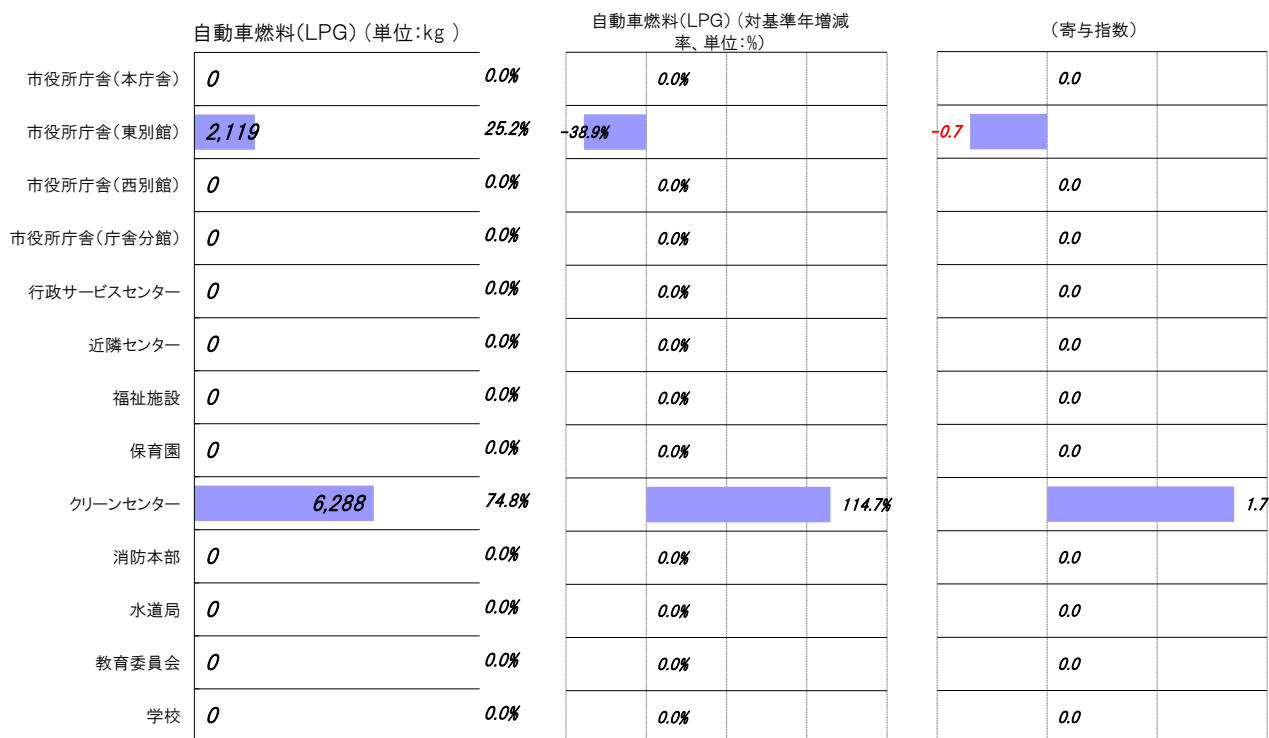 自動車燃料(LPG) (単位:kg )
自動車燃料(LPG) (対基準年増減
率、単位:%)
(寄与指数)
市役所庁舎(本庁舎) 0 0.0% 0.0% 0.0
市役所庁舎(東別館) 2,119 25.2% -38.9% -0.7
市役所庁舎(西別館) 0 0.0% 0.0% 0.0
市役所庁舎(庁舎分館) 0 0.0% 0.0% 0.0
行政サービスセンター 0 0.0% 0.0% 0.0
近隣センター 0 0.0% 0.0% 0.0
福祉施設 0 0.0% 0.0% 0.0
保育園 0 0.0% 0.0% 0.0
クリーンセンター 6,288 74.8% 114.7% 1.7
消防本部 0 0.0% 0.0% 0.0
水道局 0 0.0% 0.0% 0.0
教育委員会 0 0.0% 0.0% 0.0
学校 0 0.0% 0.0% 0.0